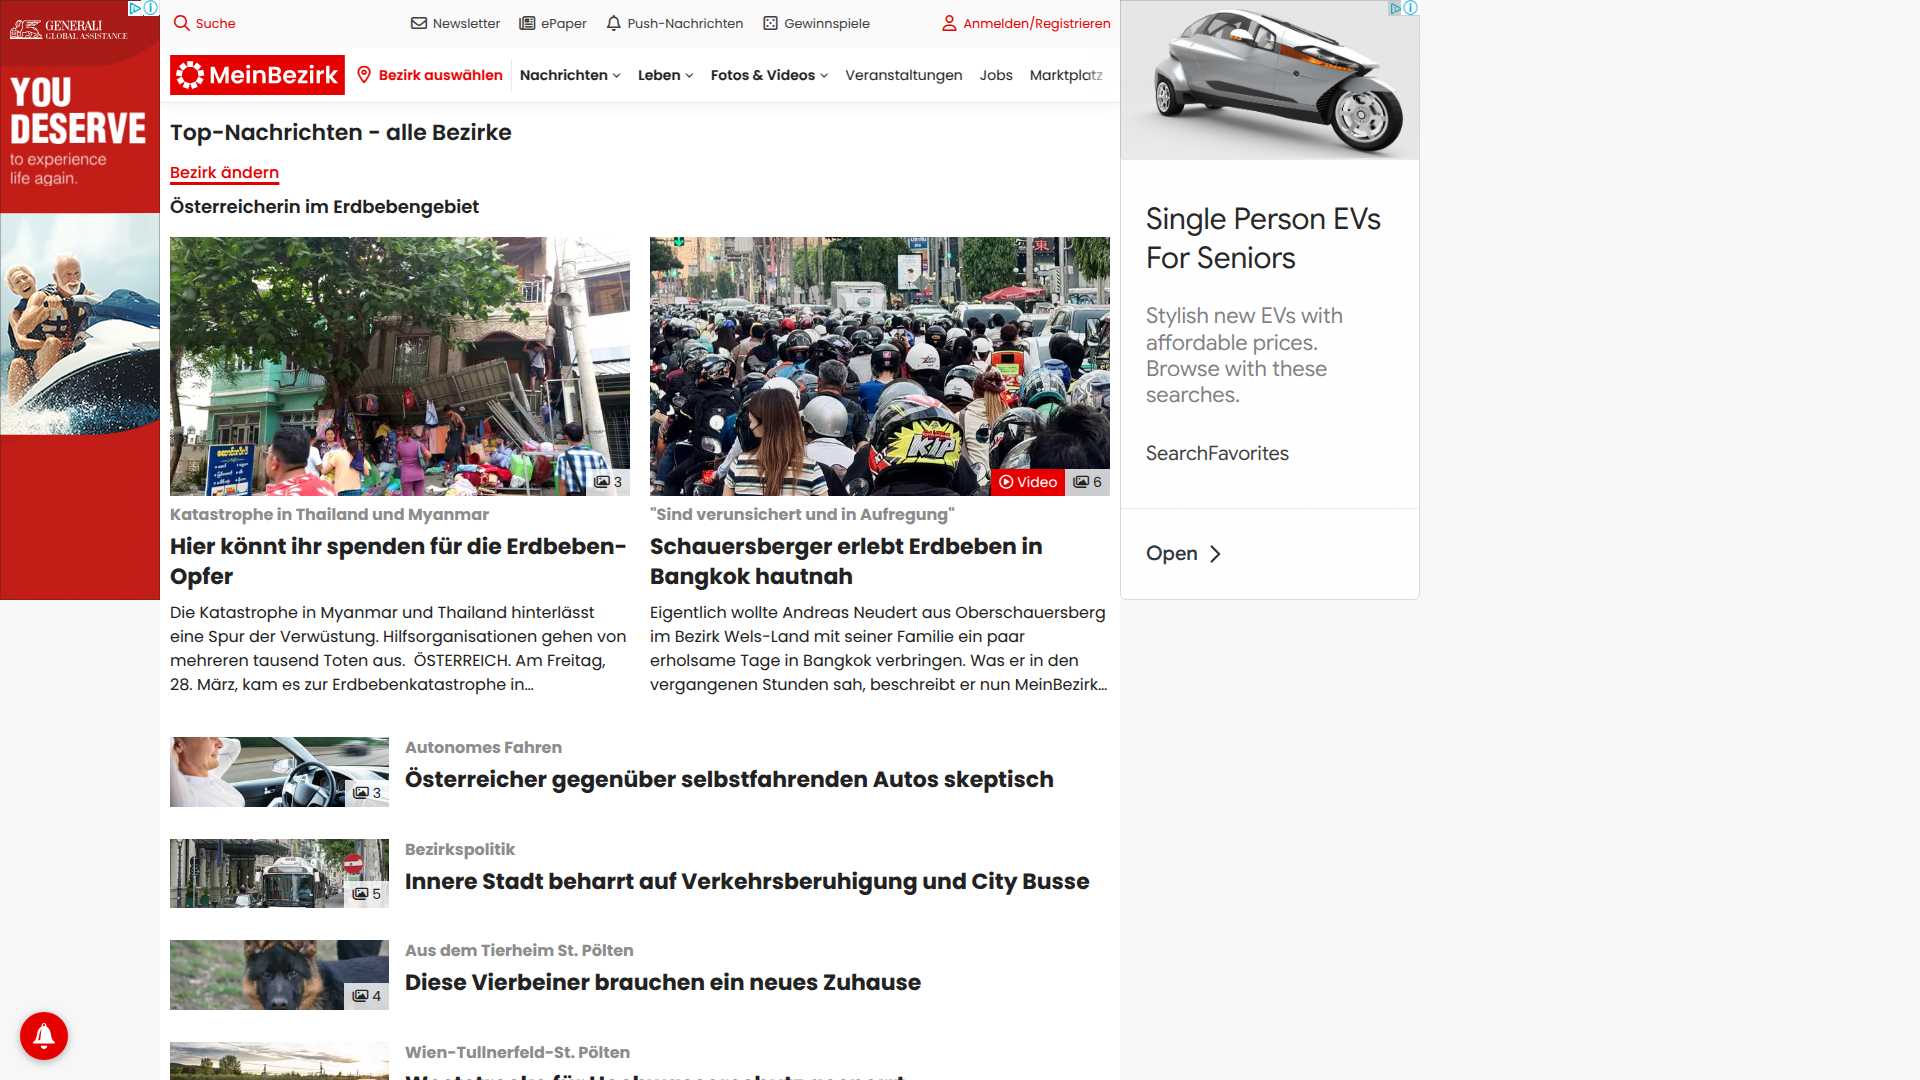 GENERALI
GLOBAL ASSISTANCE
YOU
DESERVE
to experience
life again.
Suche
Newsletter
ePaper
Push-Nachrichten
Gewinnspiele
Anmelden/Registrieren
MeinBezirk
Bezirk auswählen
Nachrichten
Leben
Fotos & Videos
Veranstaltungen
Jobs
Marktplatz
Top-Nachrichten - alle Bezirke
Bezirk ändern
Österreicherin im Erdbebengebiet
3
Katastrophe in Thailand und Myanmar
Hier könnt ihr spenden für die Erdbeben-
Opfer
Die Katastrophe in Myanmar und Thailand hinterlässt
eine Spur der Verwüstung. Hilfsorganisationen gehen von
mehreren tausend Toten aus.  ÖSTERREICH. Am Freitag,
28. März, kam es zur Erdbebenkatastrophe in...
KiP
Video
6
"Sind verunsichert und in Aufregung"
Schauersberger erlebt Erdbeben in
Bangkok hautnah
Eigentlich wollte Andreas Neudert aus Oberschauersberg
im Bezirk Wels-Land mit seiner Familie ein paar
erholsame Tage in Bangkok verbringen. Was er in den
vergangenen Stunden sah, beschreibt er nun MeinBezirk...
3
Autonomes Fahren
Österreicher gegenüber selbstfahrenden Autos skeptisch
5
Bezirkspolitik
Innere Stadt beharrt auf Verkehrsberuhigung und City Busse
4
Aus dem Tierheim St. Pölten
Diese Vierbeiner brauchen ein neues Zuhause
Wien-Tullnerfeld-St. Pölten
Single Person EVs
For Seniors
Stylish new EVs with
affordable prices.
Browse with these
searches.
SearchFavorites
Open